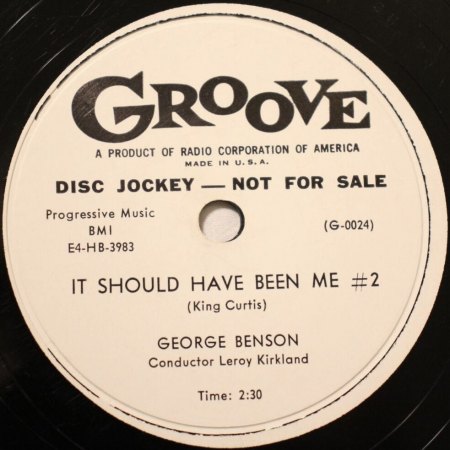 GROOVE
A PRODUCT OF RADIO CORPORATION OF AMERICA
MADE IN U.S.A.
DISC JOCKEY — NOT FOR SALE
Progressive Music
BMI
E4-HB-3983
(G-0024)
IT SHOULD HAVE BEEN ME #2
(King Curtis)
GEORGE BENSON
Conductor Leroy Kirkland
Time: 2:30